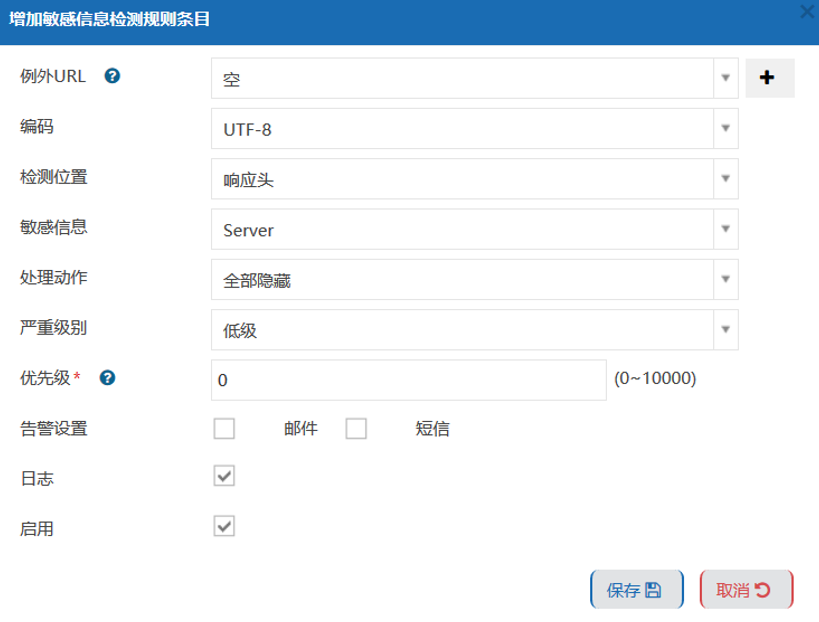 增加敏感信息检测规则条目
例外URL 空
编码 UTF-8
检测位置 响应头
敏感信息 Server
处理动作 全部隐藏
严重级别 低级
优先级* 0 (0~10000)
告警设置 邮件 短信
日志
启用
保存 取消